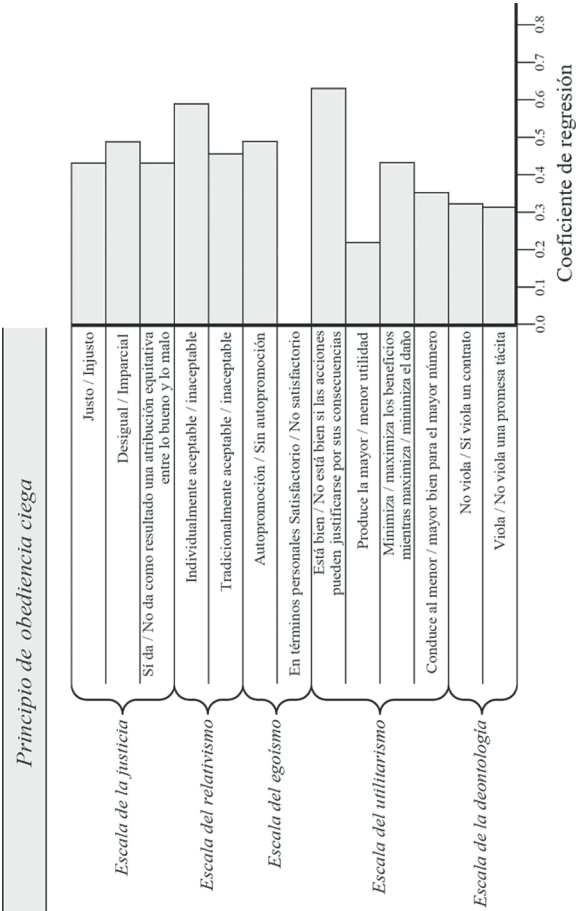 Principio de obediencia ciega
Escala de la justicia
Justo / Injusto
Desigual / Imparcial
Si da / No da como resultado una atribución equitativa
entre lo bueno y lo malo
Escala del relativismo
Individualmente aceptable / inaceptable
Tradicionalmente aceptable / inaceptable
Escala del egoísmo
Autopromoción / Sin autopromoción
En términos personales Satisfactorio / No satisfactorio
Escala del utilitarismo
Está bien / No está bien si las acciones
pueden justificarse por sus consecuencias
Produce la mayor / menor utilidad
Minimiza / maximiza los beneficios
mientras maximiza / minimiza el daño
Conduce al menor / mayor bien para el mayor número
Escala de la deontología
No viola / Sí viola un contrato
Viola / No viola una promesa tácita
0.0 0.1 0.2 0.3 0.4 0.5 0.6 0.7 0.8
Coeficiente de regresión